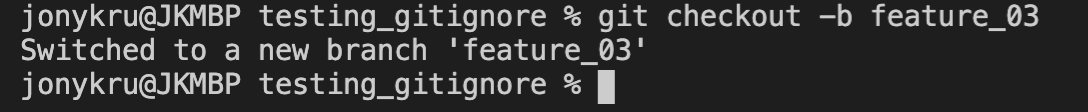 jonykru@JKMBP testing_gitignore % git checkout -b feature_03
Switched to a new branch 'feature_03'
jonykru@JKMBP testing_gitignore %